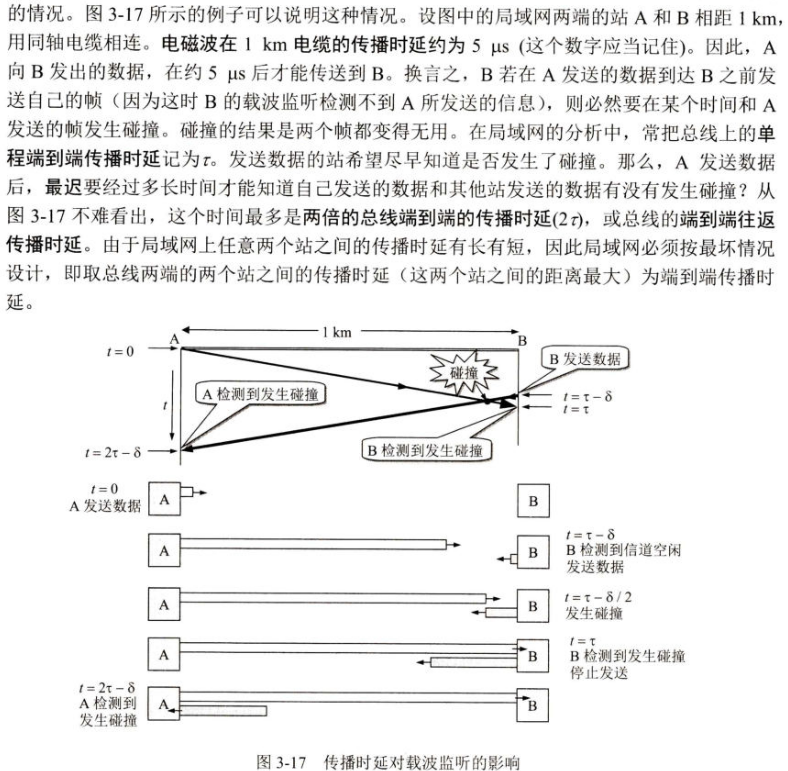 的情况。图 3-17 所示的例子可以说明这种情况。设图中的局域网两端的站 A 和 B 相距 1 km,
用同轴电缆相连。电磁波在 1 km 电缆的传播时延约为 5 μs (这个数字应当记住)。因此，A
向 B 发出的数据，在约 5 μs 后才能传送到 B。换言之，B 若在 A 发送的数据到达 B 之前发
送自己的帧（因为这时 B 的载波监听检测不到 A 所发送的信息），则必然要在某个时间和 A
发送的帧发生碰撞。碰撞的结果是两个帧都变得无用。在局域网的分析中，常把总线上的单
程端到端传播时延记为τ。发送数据的站希望尽早知道是否发生了碰撞。那么，A 发送数据
后，最迟要经过多长时间才能知道自己发送的数据和其他站发送的数据有没有发生碰撞？从
图 3-17 不难看出，这个时间最多是两倍的总线端到端的传播时延(2τ)，或总线的端到端往返
传播时延。由于局域网上任意两个站之间的传播时延有长有短，因此局域网必须按最坏情况
设计，即取总线两端的两个站之间的传播时延（这两个站之间的距离最大）为端到端传播时
延。
1 km
A
B
t = 0
B 发送数据
碰撞
A 检测到发生碰撞
t = τ − δ
t = τ
t
B 检测到发生碰撞
t = 2τ − δ
t = 0
A 发送数据
A
B
A
B
t = τ − δ
B 检测到信道空闲
发送数据
A
B
t = τ − δ / 2
发生碰撞
A
B
t = τ
B 检测到发生碰撞
停止发送
t = 2τ − δ
A 检测到
发生碰撞
A
B
图 3-17 传播时延对载波监听的影响